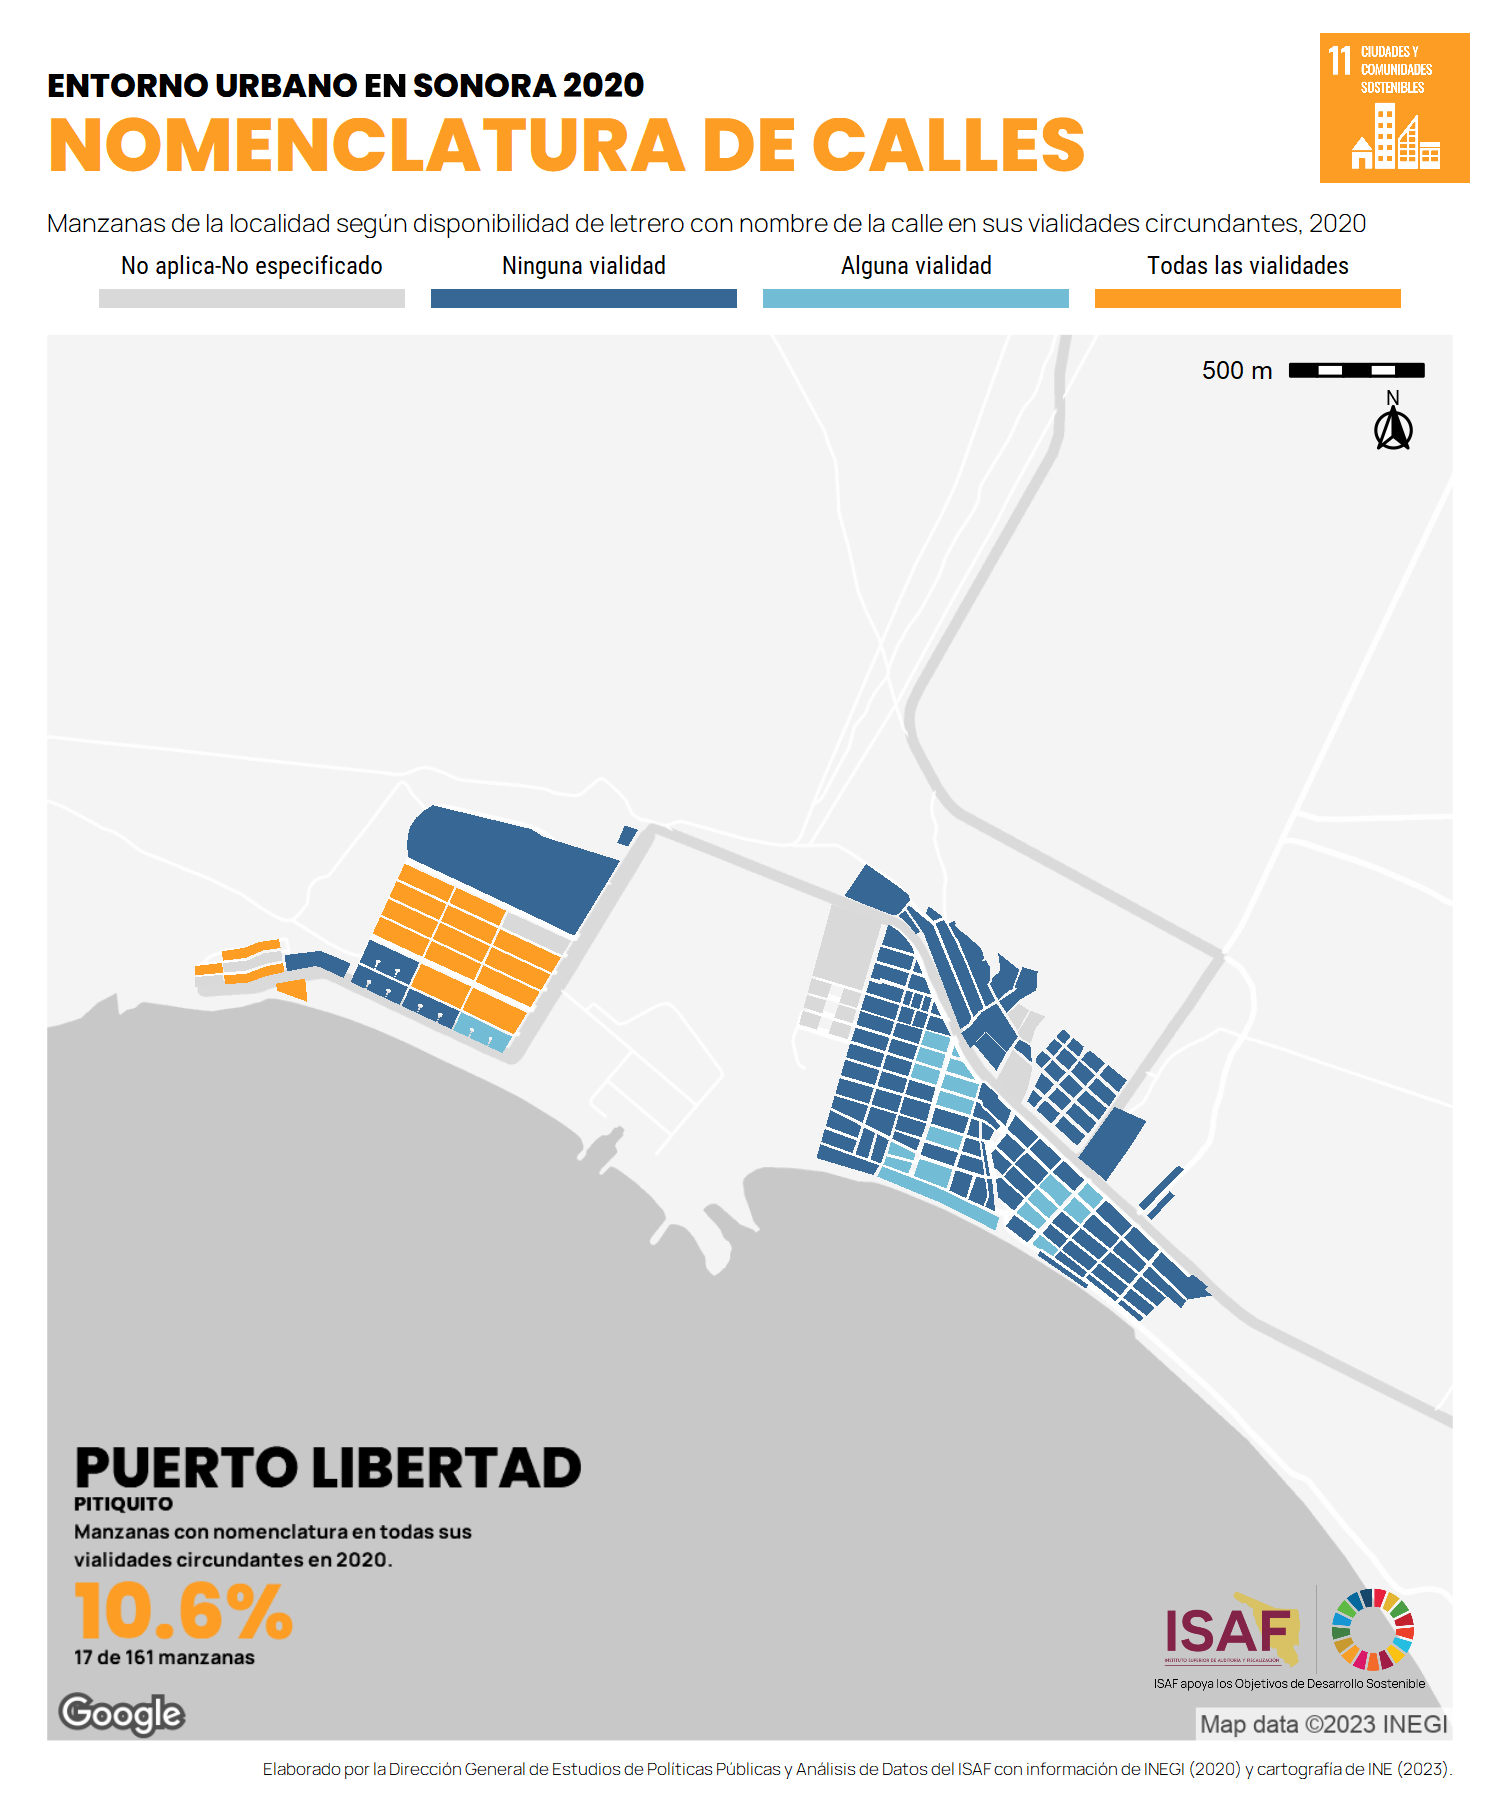 ENTORNO URBANO EN SONORA 2020
NOMENCLATURA DE CALLES
11 CIUDADES Y
COMUNIDADES
SOSTENIBLES
Manzanas de la localidad según disponibilidad de letrero con nombre de la calle en sus vialidades circundantes, 2020
No aplica-No especificado Ninguna vialidad Alguna vialidad Todas las vialidades
500 m
N
PUERTO LIBERTAD
PITIQUITO
Manzanas con nomenclatura en todas sus
vialidades circundantes en 2020.
10.6%
17 de 161 manzanas
ISAF
INSTITUTO SUPERIOR DE AUDITORÍA Y FISCALIZACIÓN
ISAF apoya los Objetivos de Desarrollo Sostenible
Google
Map data ©2023 INEGI
Elaborado por la Dirección General de Estudios de Políticas Públicas y Análisis de Datos del ISAF con información de INEGI (2020) y cartografía de INE (2023).